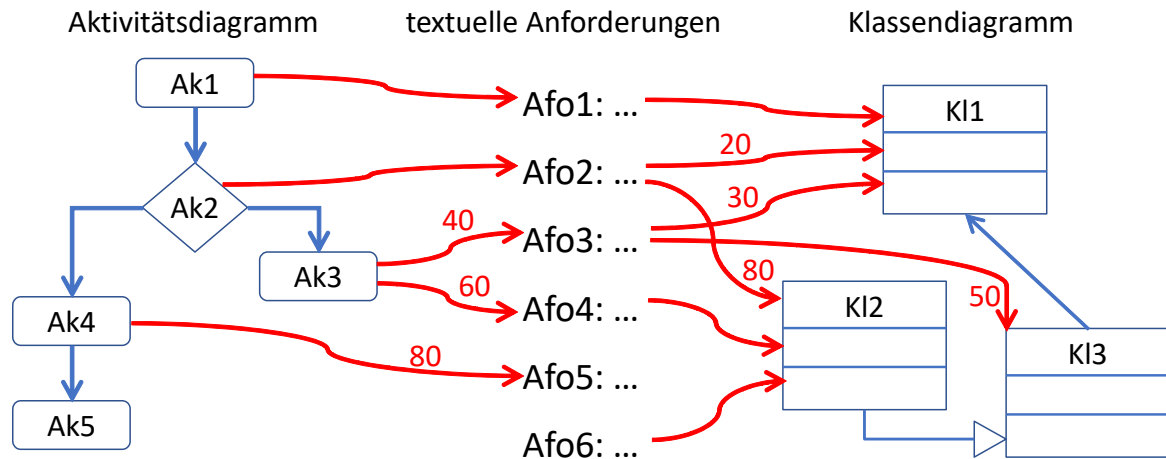 Aktivitätsdiagramm
textuelle Anforderungen
Klassendiagramm
Ak1
Afo1: ...
Kl1
20
Afo2: ...
Ak2
30
40
Afo3: ...
Ak3
80
60
50
Afo4: ...
Kl2
Ak4
80
Kl3
Afo5: ...
Ak5
Afo6: ...